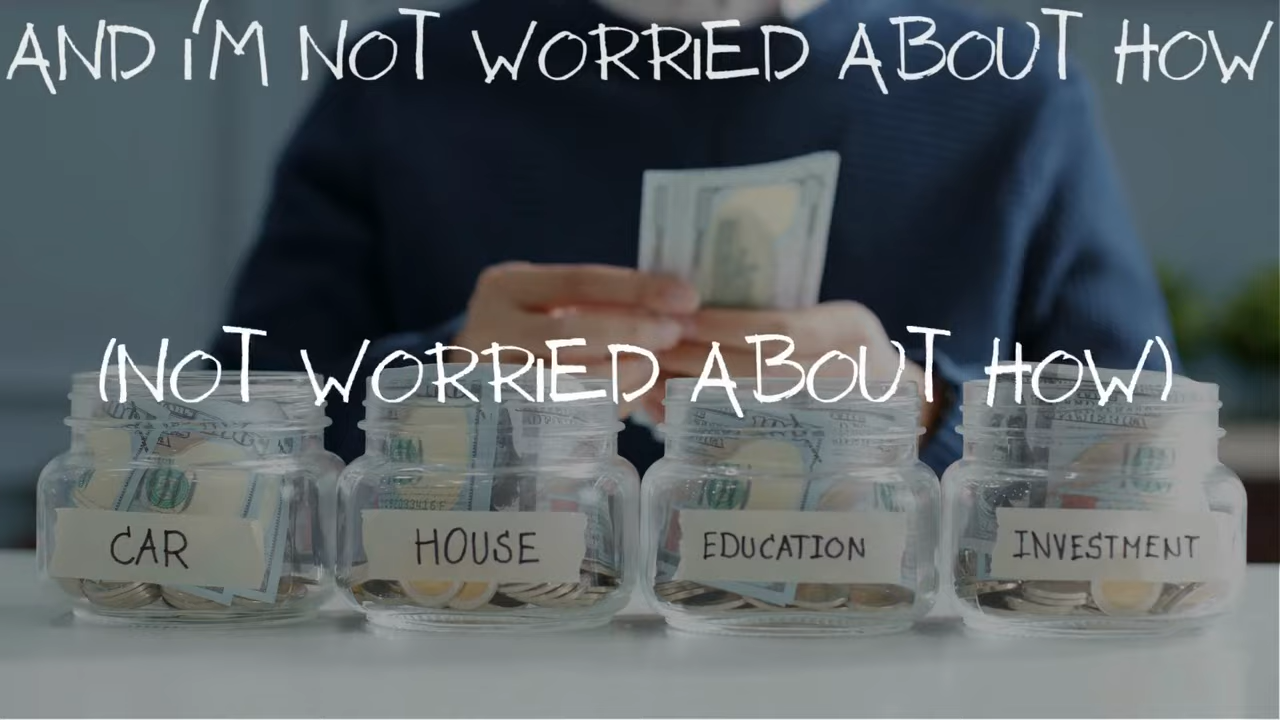 AND I'M NOT WORRIED ABOUT HOW
(NOT WORRIED ABOUT HOW)
CAR
HOUSE
EDUCATION
INVESTMENT